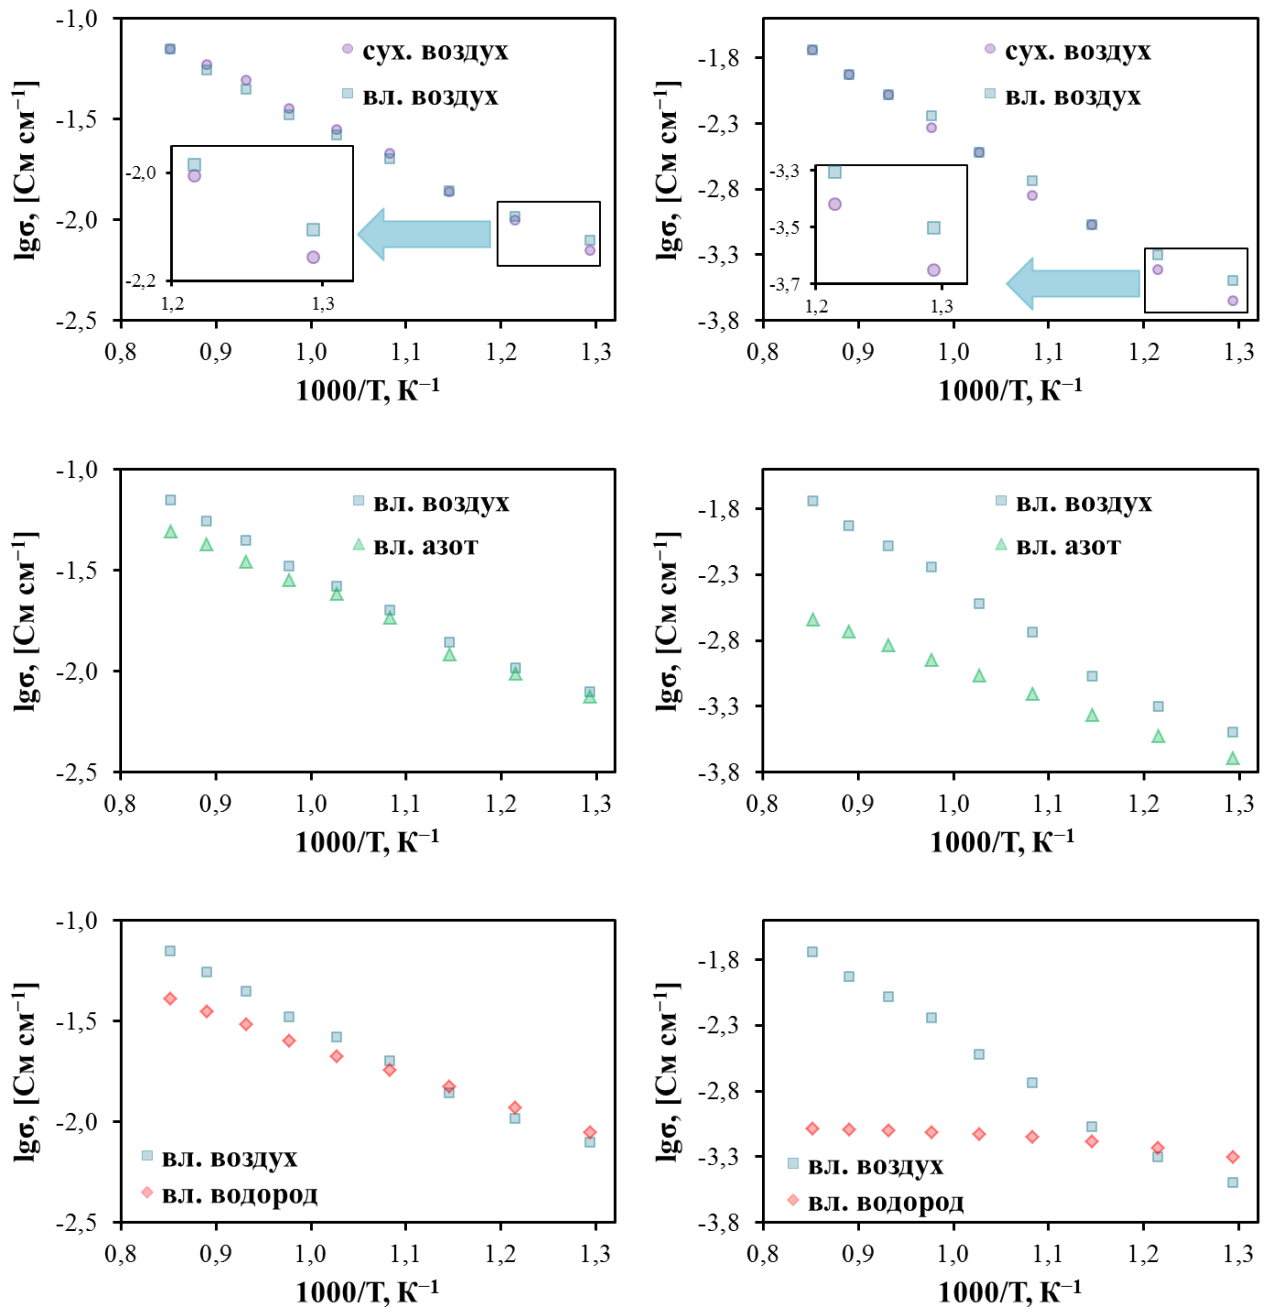 lgσ, [См см⁻¹]
-1,0
-1,5
-2,0
-2,5
сух. воздух
вл. воздух
-2,0
-2,2
1,2 1,3
0,8 0,9 1,0 1,1 1,2 1,3
1000/T, К⁻¹
lgσ, [См см⁻¹]
-1,8
-2,3
-2,8
-3,3
-3,8
сух. воздух
вл. воздух
-3,3
-3,5
-3,7
1,2 1,3
0,8 0,9 1,0 1,1 1,2 1,3
1000/T, К⁻¹
lgσ, [См см⁻¹]
-1,0
-1,5
-2,0
-2,5
вл. воздух
вл. азот
0,8 0,9 1,0 1,1 1,2 1,3
1000/T, К⁻¹
lgσ, [См см⁻¹]
-1,8
-2,3
-2,8
-3,3
-3,8
вл. воздух
вл. азот
0,8 0,9 1,0 1,1 1,2 1,3
1000/T, К⁻¹
lgσ, [См см⁻¹]
-1,0
-1,5
-2,0
-2,5
вл. воздух
вл. водород
0,8 0,9 1,0 1,1 1,2 1,3
1000/T, К⁻¹
lgσ, [См см⁻¹]
-1,8
-2,3
-2,8
-3,3
-3,8
вл. воздух
вл. водород
0,8 0,9 1,0 1,1 1,2 1,3
1000/T, К⁻¹